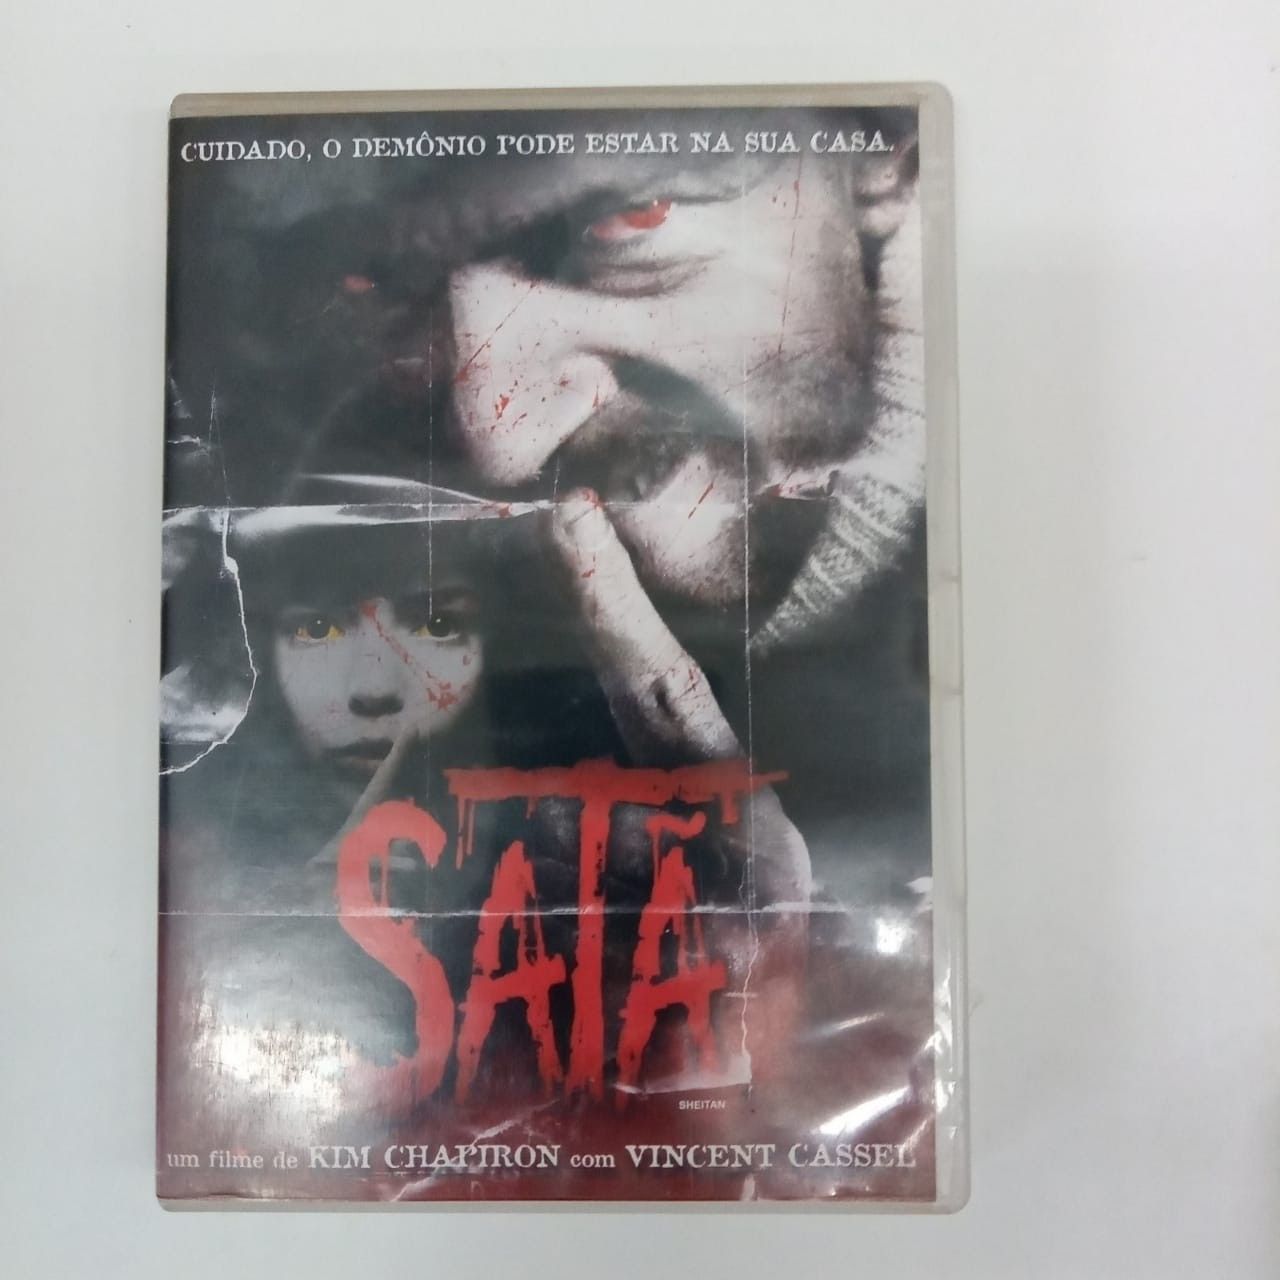 CUIDADO, O DEMÔNIO PODE ESTAR NA SUA CASA.
SATÃ
SHEITAN
um filme de KIM CHAPIRON com VINCENT CASSEL